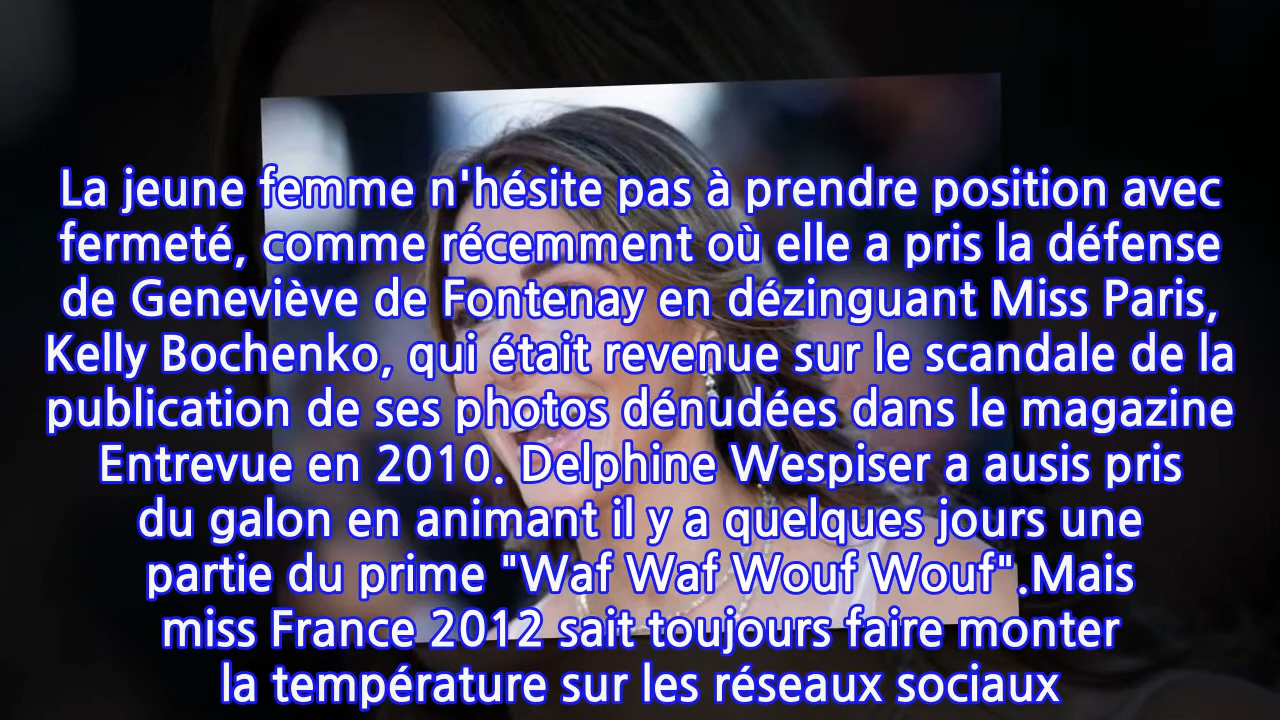 La jeune femme n'hésite pas à prendre position avec
fermeté, comme récemment où elle a pris la défense
de Geneviève de Fontenay en dézinguant Miss Paris,
Kelly Bochenko, qui était revenue sur le scandale de la
publication de ses photos dénudées dans le magazine
Entrevue en 2010. Delphine Wespiser a ausis pris
du galon en animant il y a quelques jours une
partie du prime "Waf Waf Wouf Wouf".Mais
miss France 2012 sait toujours faire monter
la température sur les réseaux sociaux